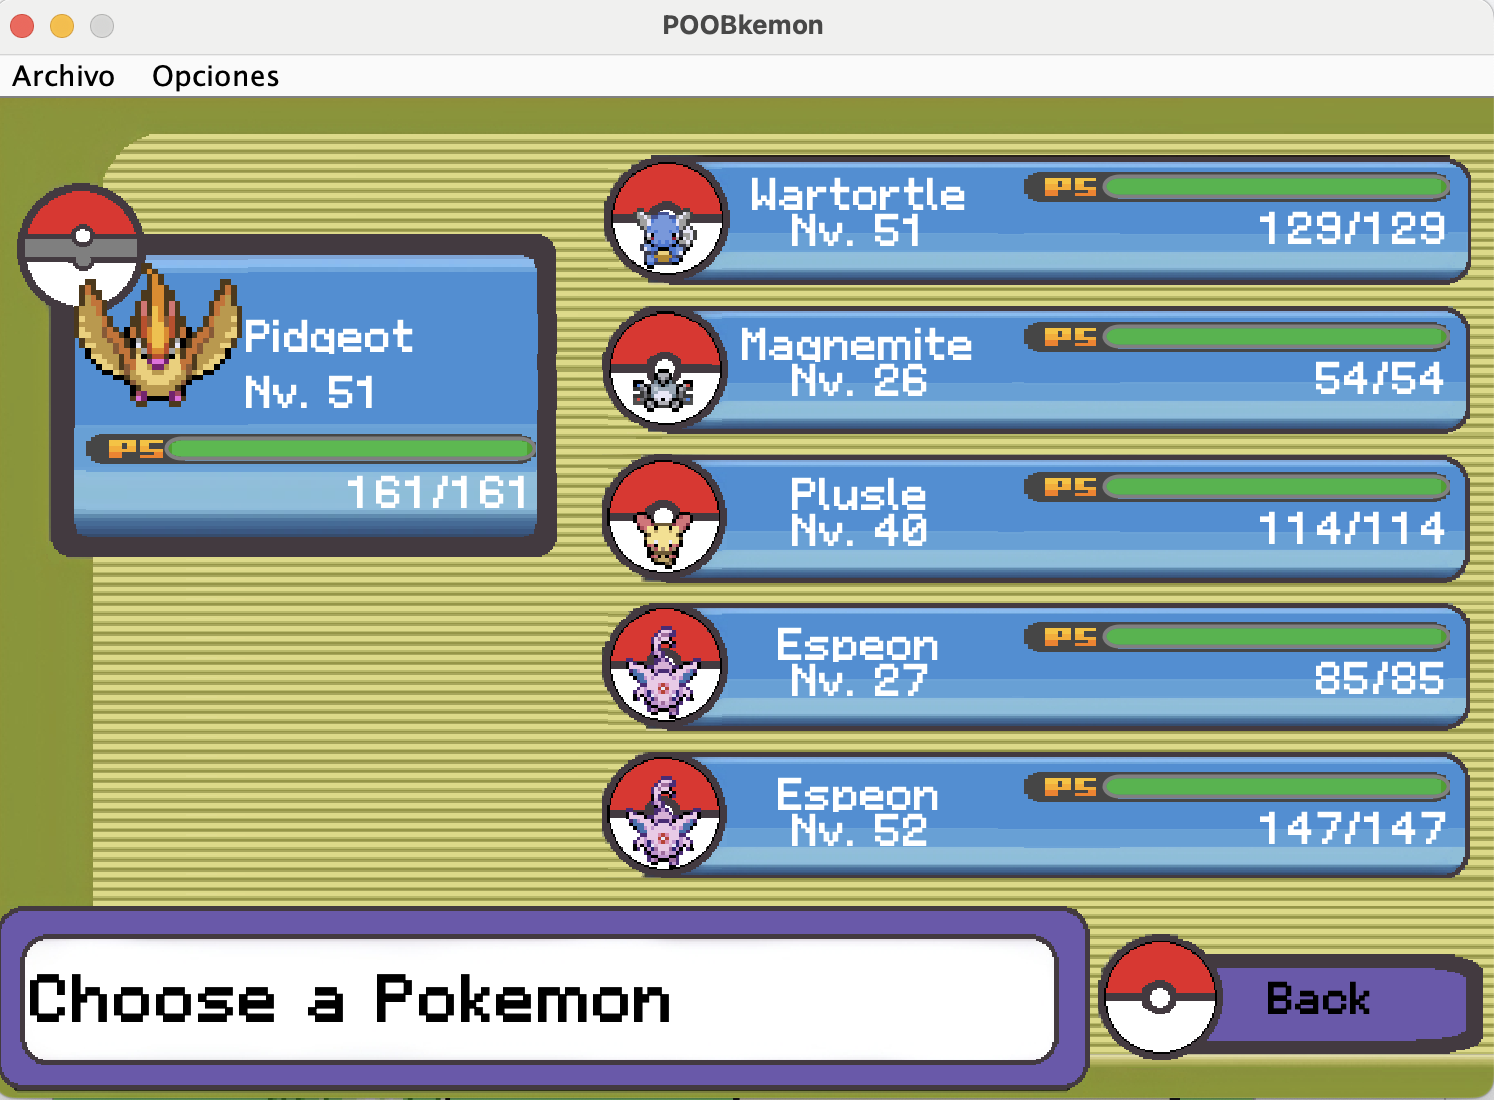 POOBkemon
Archivo Opciones
Pidgeot
Nv. 51
PS
161/161
Wartortle
Nv. 51
PS
129/129
Magnemite
Nv. 26
PS
54/54
Plusle
Nv. 40
PS
114/114
Espeon
Nv. 27
PS
85/85
Espeon
Nv. 52
PS
147/147
Choose a Pokemon
Back